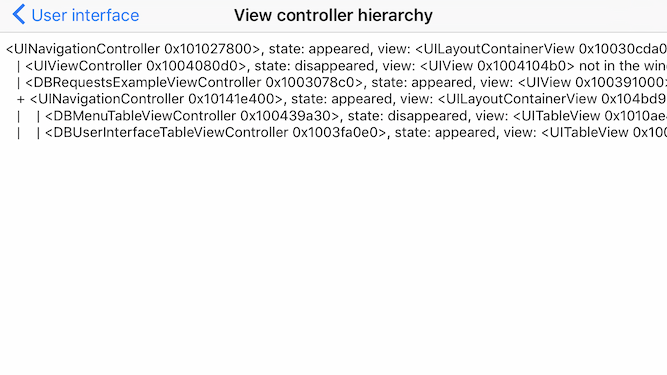 User interface
View controller hierarchy
<UINavigationController 0x101027800>, state: appeared, view: <UILayoutContainerView 0x10030cda0
| <UIViewController 0x1004080d0>, state: disappeared, view: <UIView 0x1004104b0> not in the win
| <DBRequestsExampleViewController 0x1003078c0>, state: appeared, view: <UIView 0x100391000>
+ <UINavigationController 0x10141e400>, state: appeared, view: <UILayoutContainerView 0x104bd9
| | <DBMenuTableViewController 0x100439a30>, state: disappeared, view: <UITableView 0x1010ae4
| | <DBUserInterfaceTableViewController 0x1003fa0e0>, state: appeared, view: <UITableView 0x100